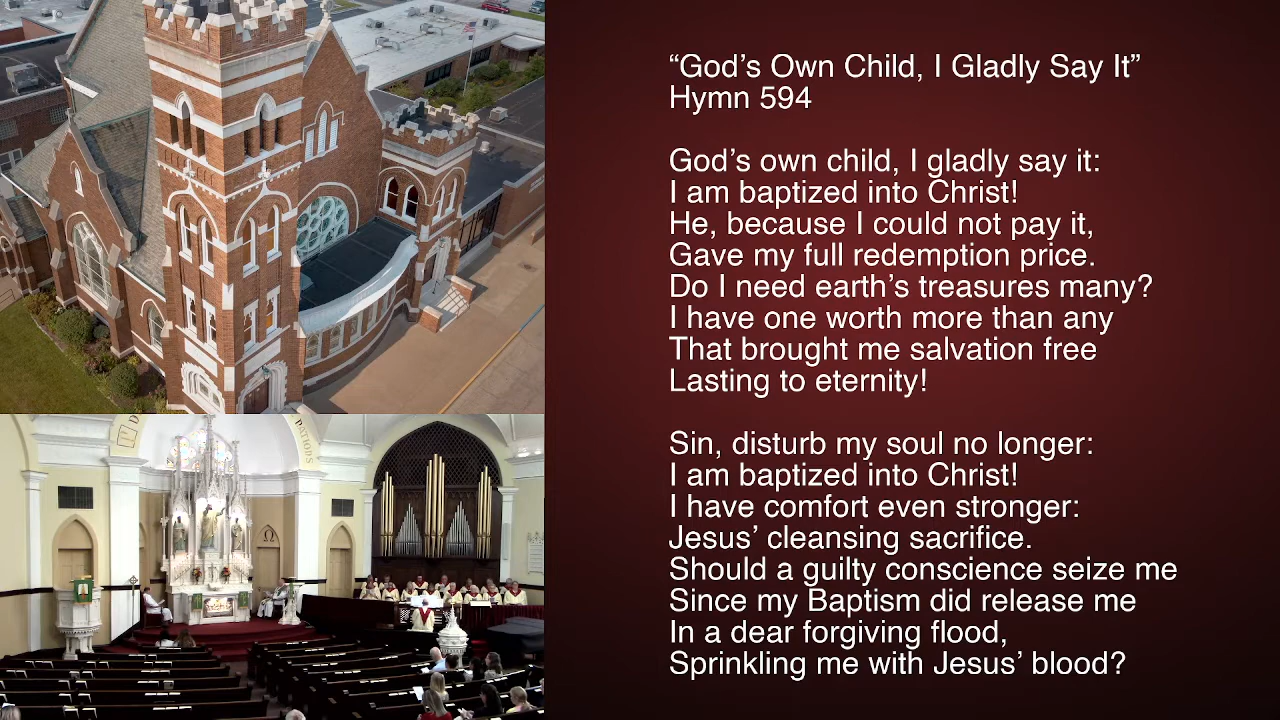 “God’s Own Child, I Gladly Say It”
Hymn 594
God’s own child, I gladly say it:
I am baptized into Christ!
He, because I could not pay it,
Gave my full redemption price.
Do I need earth’s treasures many?
I have one worth more than any
That brought me salvation free
Lasting to eternity!
Sin, disturb my soul no longer:
I am baptized into Christ!
I have comfort even stronger:
Jesus’ cleansing sacrifice.
Should a guilty conscience seize me
Since my Baptism did release me
In a dear forgiving flood,
Sprinkling me with Jesus’ blood?
Ω